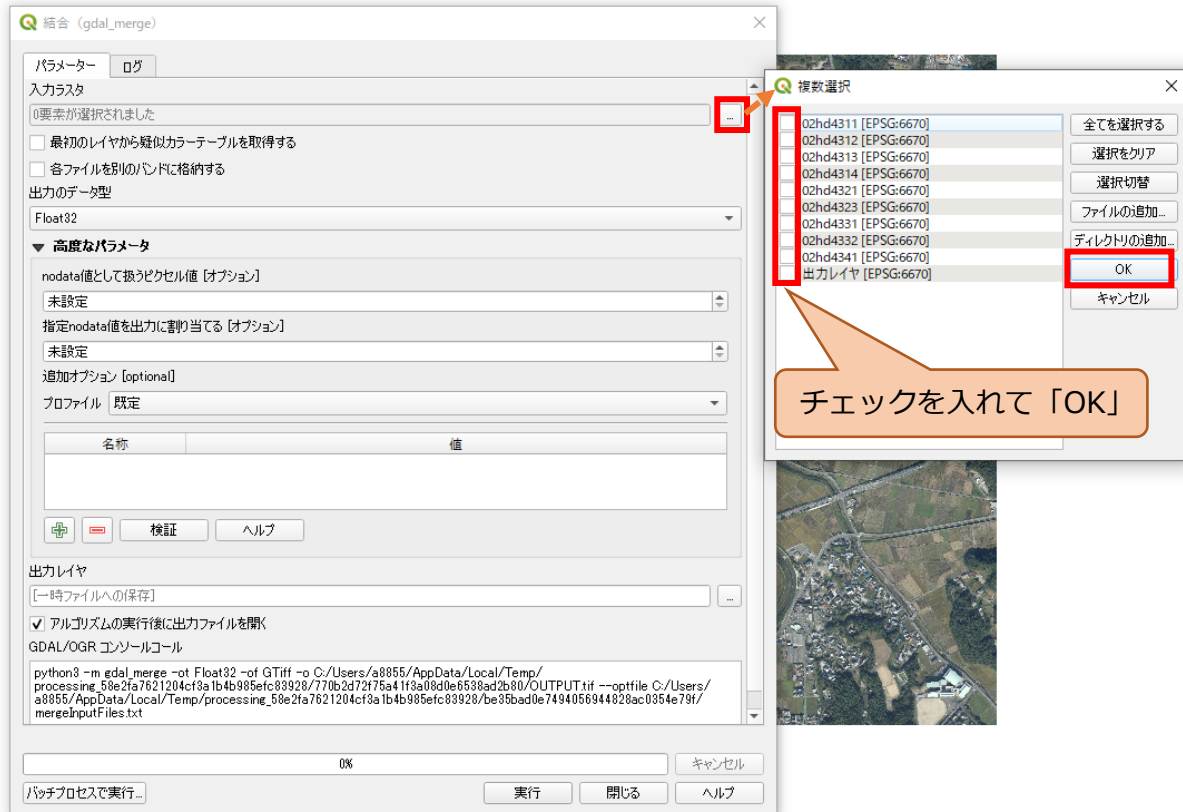 結合（gdal_merge）
パラメーター ログ
入力ラスタ
0要素が選択されました
...
最初のレイヤから疑似カラーテーブルを取得する
各ファイルを別のバンドに格納する
出力のデータ型
Float32
高度なパラメータ
nodata値として扱うピクセル値 [オプション]
未設定
指定nodata値を出力に割り当てる [オプション]
未設定
追加オプション [optional]
プロファイル 既定
名称 値
検証 ヘルプ
出力レイヤ
[一時ファイルへの保存]
...
アルゴリズムの実行後に出力ファイルを開く
GDAL/OGR コンソールコール
python3 -m gdal_merge -ot Float32 -of GTiff -o C:/Users/a8855/AppData/Local/Temp/
processing_58e2fa7621204cf3a1b4b985efc83928/770b2d72f75a41f3a08d0e6538ad2b80/OUTPUT.tif --optfile C:/Users/
a8855/AppData/Local/Temp/processing_58e2fa7621204cf3a1b4b985efc83928/be35bad0e7494056944828ac0354e79f/
mergeInputFiles.txt
0%
キャンセル
バッチプロセスで実行...
実行 閉じる ヘルプ
複数選択
02hd4311 [EPSG:6670]
02hd4312 [EPSG:6670]
02hd4313 [EPSG:6670]
02hd4314 [EPSG:6670]
02hd4321 [EPSG:6670]
02hd4323 [EPSG:6670]
02hd4331 [EPSG:6670]
02hd4332 [EPSG:6670]
02hd4341 [EPSG:6670]
出力レイヤ [EPSG:6670]
全てを選択する
選択をクリア
選択切替
ファイルの追加...
ディレクトリの追加...
OK
キャンセル
チェックを入れて「OK」